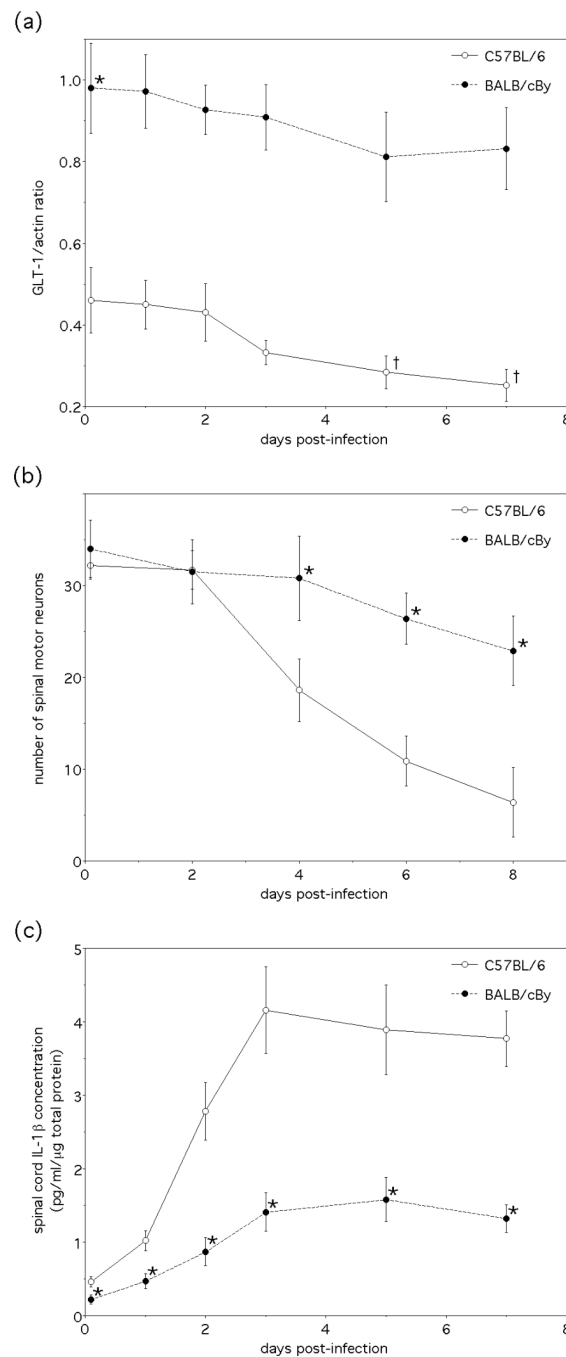 (a)
C57BL/6
BALB/cBy
1.0
0.8
0.6
0.4
0.2
GLT-1/actin ratio
*
†
†
0
2
4
6
8
days post-infection
(b)
C57BL/6
BALB/cBy
30
20
10
0
number of spinal motor neurons
*
*
*
0
2
4
6
8
days post-infection
(c)
C57BL/6
BALB/cBy
5
4
3
2
1
0
spinal cord IL-1β concentration
(pg/ml/μg total protein)
*
*
*
*
*
*
0
2
4
6
8
days post-infection